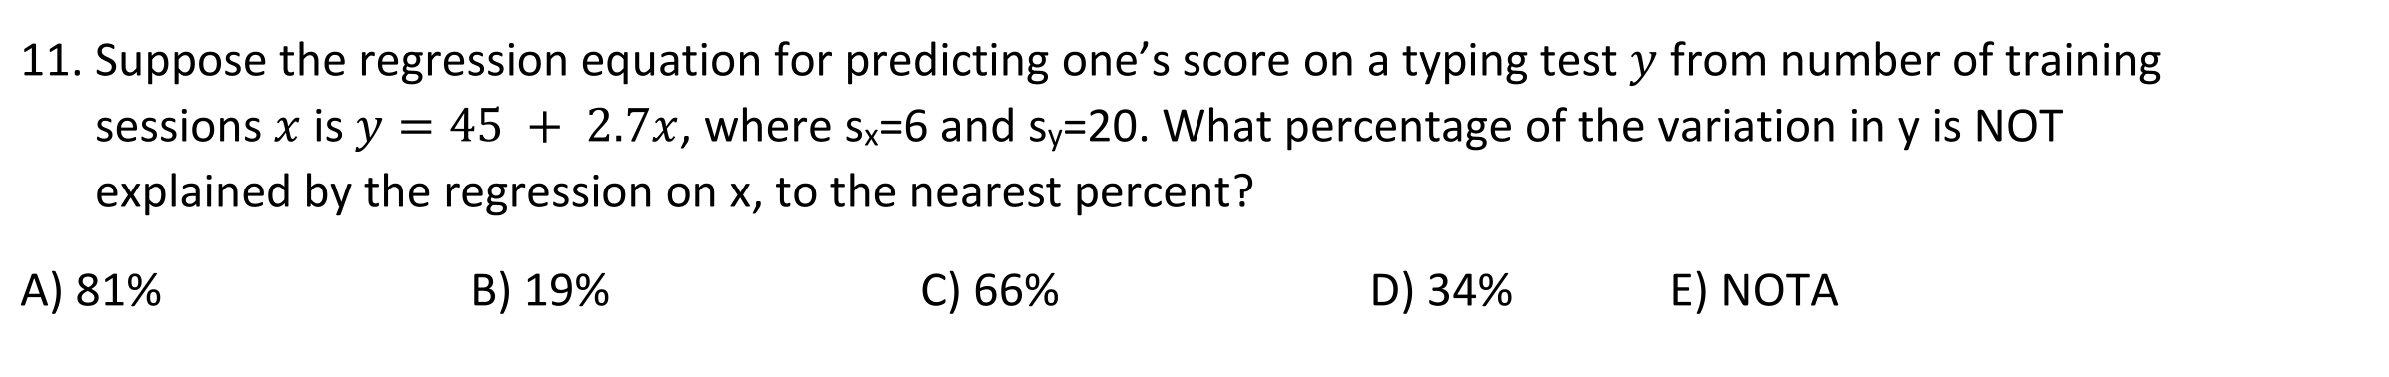 11. Suppose the regression equation for predicting one’s score on a typing test y from number of training
sessions x is y = 45 + 2.7x, where sₓ=6 and s_y=20. What percentage of the variation in y is NOT
explained by the regression on x, to the nearest percent?
A) 81% B) 19% C) 66% D) 34% E) NOTA